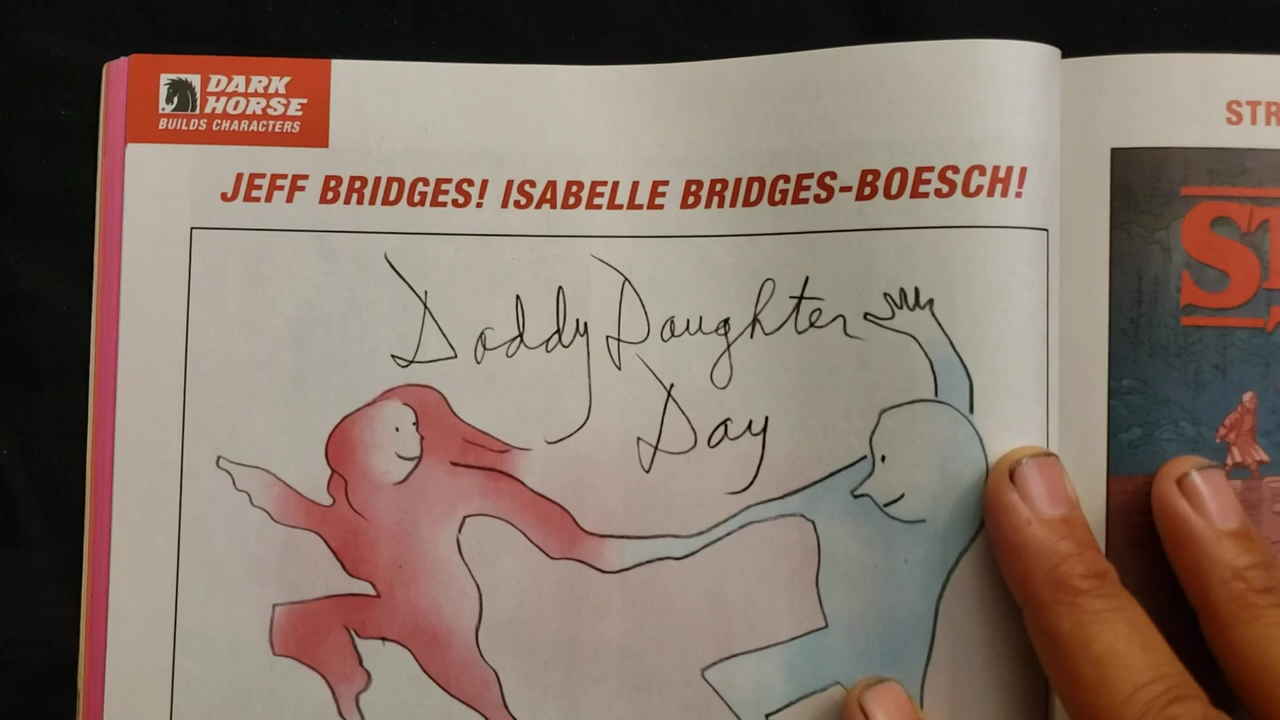 DARK
HORSE
BUILDS CHARACTERS
JEFF BRIDGES! ISABELLE BRIDGES-BOESCH!
Daddy Daughter
Day